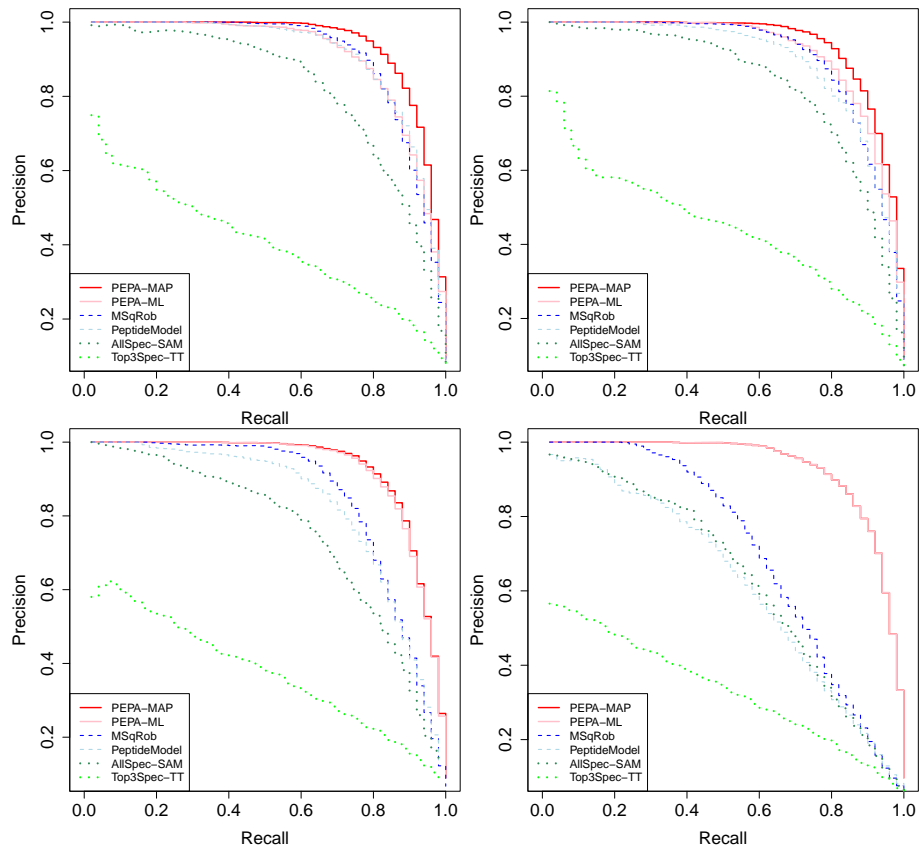 Precision
1.0
0.8
0.6
0.4
0.2
PEPA−MAP
PEPA−ML
MSqRob
PeptideModel
AllSpec−SAM
Top3Spec−TT
0.0 0.2 0.4 0.6 0.8 1.0
Recall
Precision
1.0
0.8
0.6
0.4
0.2
PEPA−MAP
PEPA−ML
MSqRob
PeptideModel
AllSpec−SAM
Top3Spec−TT
0.0 0.2 0.4 0.6 0.8 1.0
Recall
Precision
1.0
0.8
0.6
0.4
0.2
PEPA−MAP
PEPA−ML
MSqRob
PeptideModel
AllSpec−SAM
Top3Spec−TT
0.0 0.2 0.4 0.6 0.8 1.0
Recall
Precision
1.0
0.8
0.6
0.4
0.2
PEPA−MAP
PEPA−ML
MSqRob
PeptideModel
AllSpec−SAM
Top3Spec−TT
0.0 0.2 0.4 0.6 0.8 1.0
Recall